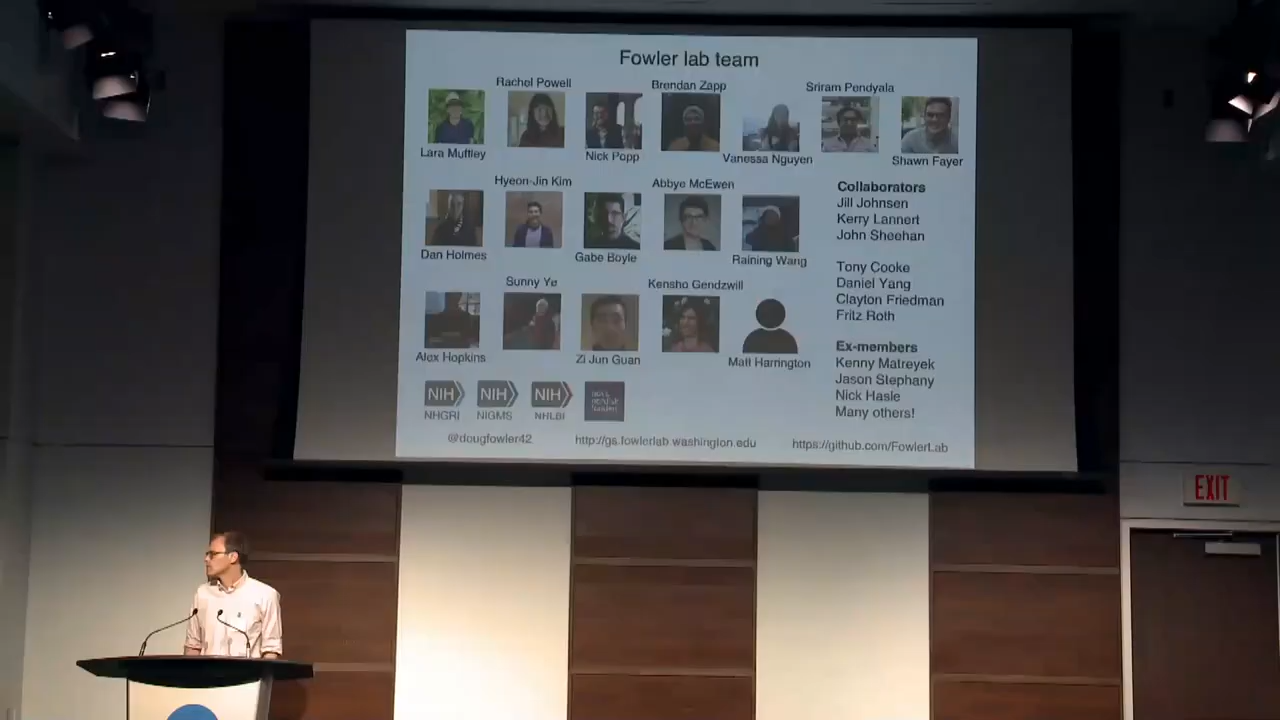 Fowler lab team
Rachel Powell
Brendan Zapp
Sriram Pendyala
Lara Muffley
Nick Popp
Vanessa Nguyen
Shawn Fayer
Hyeon-Jin Kim
Abbye McEwen
Dan Holmes
Gabe Boyle
Raining Wang
Sunny Ye
Kensho Gendzwill
Alex Hopkins
Zi Jun Guan
Matt Harrington
Collaborators
Jill Johnsen
Kerry Lannert
John Sheehan
Tony Cooke
Daniel Yang
Clayton Friedman
Fritz Roth
Ex-members
Kenny Matreyek
Jason Stephany
Nick Hasle
Many others!
NIH NIH NIH
NHGRI NIGMS NHLBI
@dougfowler42 http://gs.fowlerlab.washington.edu https://github.com/FowlerLab
EXIT